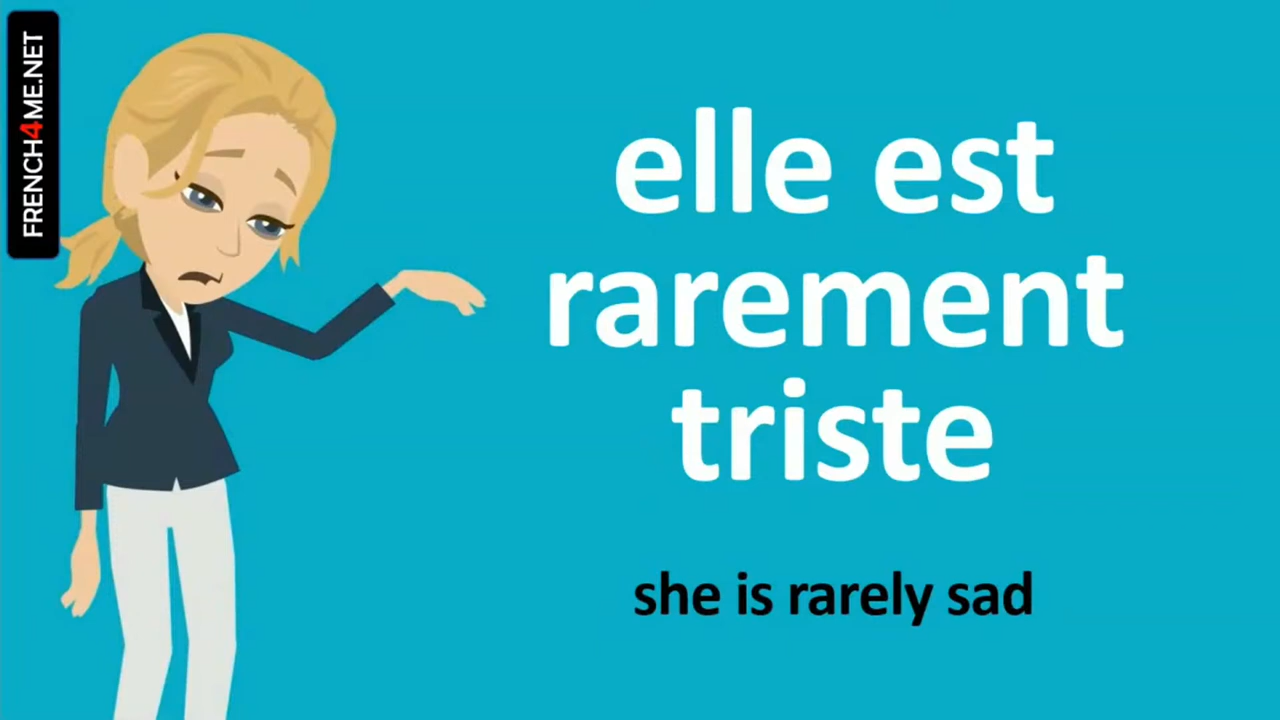 FRENCH4ME.NET
elle est
rarement
triste
she is rarely sad